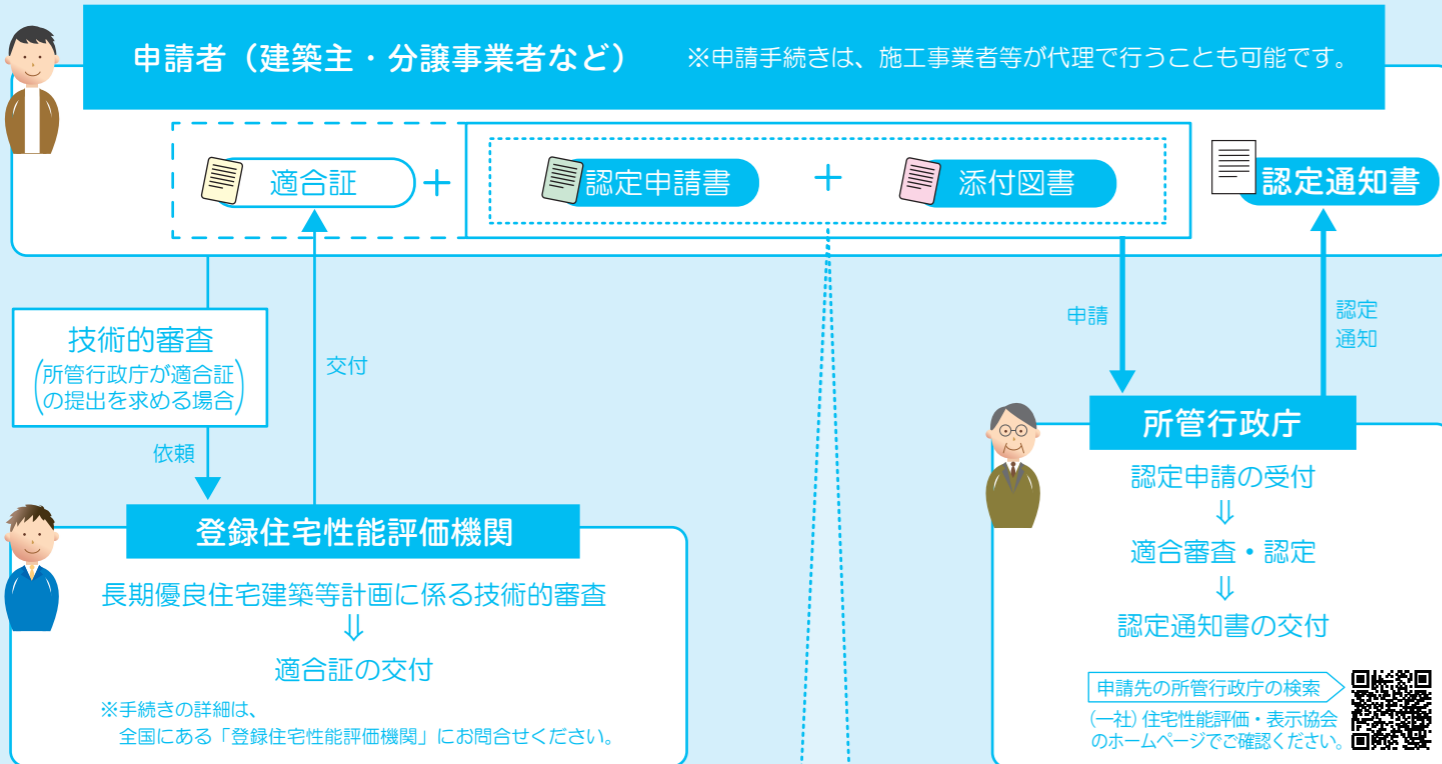 申請者（建築主・分譲事業者など）
※申請手続きは、施工事業者等が代理で行うことも可能です。
適合証
+
認定申請書
+
添付図書
認定通知書
技術的審査
(所管行政庁が適合証
の提出を求める場合)
交付
依頼
申請
認定
通知
登録住宅性能評価機関
長期優良住宅建築等計画に係る技術的審査
⇓
適合証の交付
※手続きの詳細は、
全国にある「登録住宅性能評価機関」にお問合せください。
所管行政庁
認定申請の受付
⇓
適合審査・認定
⇓
認定通知書の交付
申請先の所管行政庁の検索
(一社)住宅性能評価・表示協会
のホームページでご確認ください。